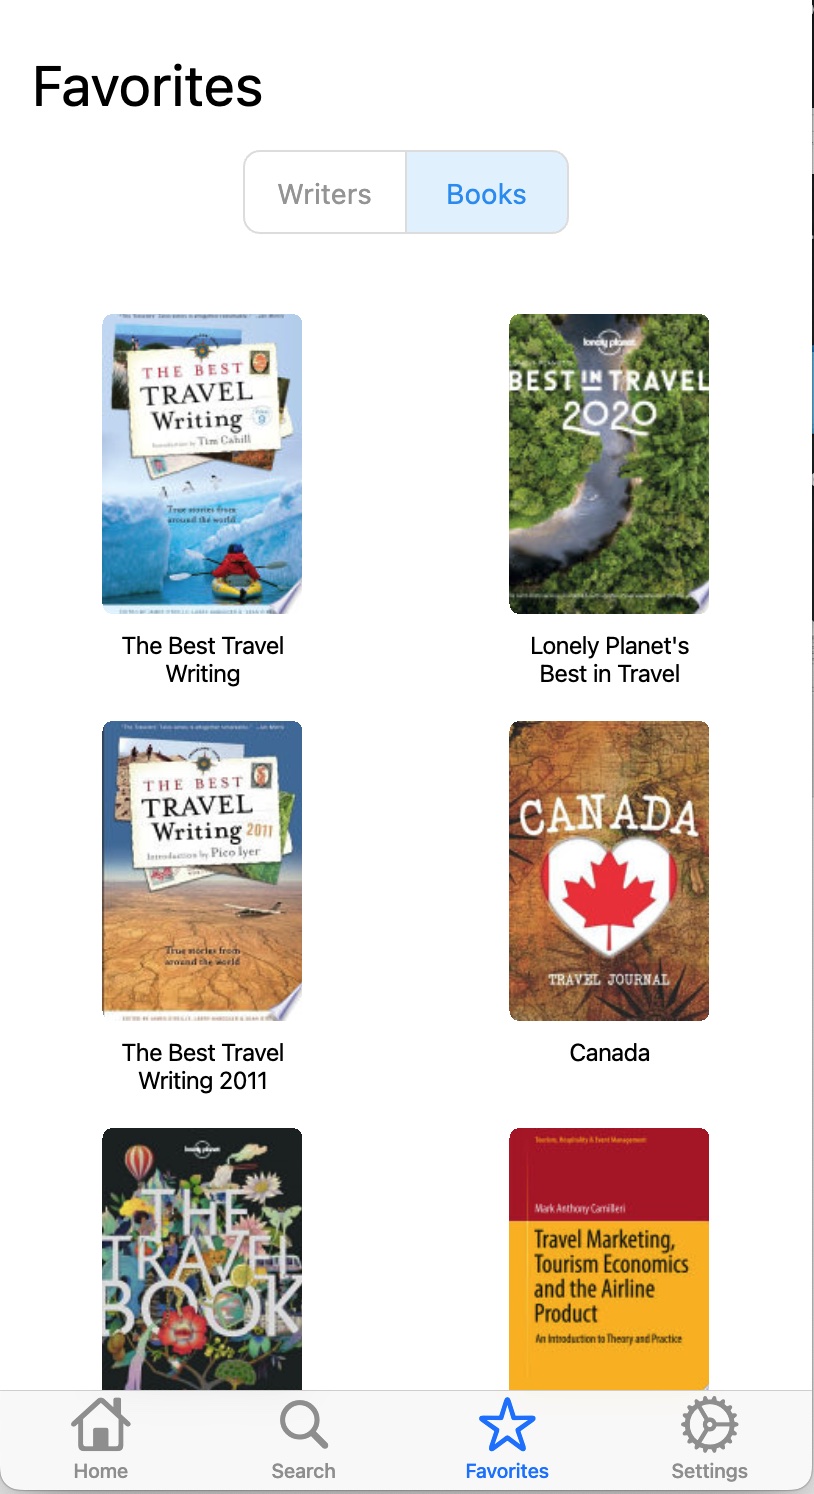 Favorites
Writers
Books
THE BEST
TRAVEL
Writing
Introduction by Tim Cahill
True stories from
around the world
The Best Travel
Writing
lonely planet
BEST IN TRAVEL
2020
Lonely Planet's
Best in Travel
THE BEST
TRAVEL
Writing 2011
Introduction by Pico Iyer
True stories from
around the world
The Best Travel
Writing 2011
CANADA
TRAVEL JOURNAL
Canada
lonely planet
THE
TRAVEL
BOOK
Tourism, Hospitality & Event Management
Mark Anthony Camilleri
Travel Marketing,
Tourism Economics
and the Airline
Product
An Introduction to Theory and Practice
Home
Search
Favorites
Settings